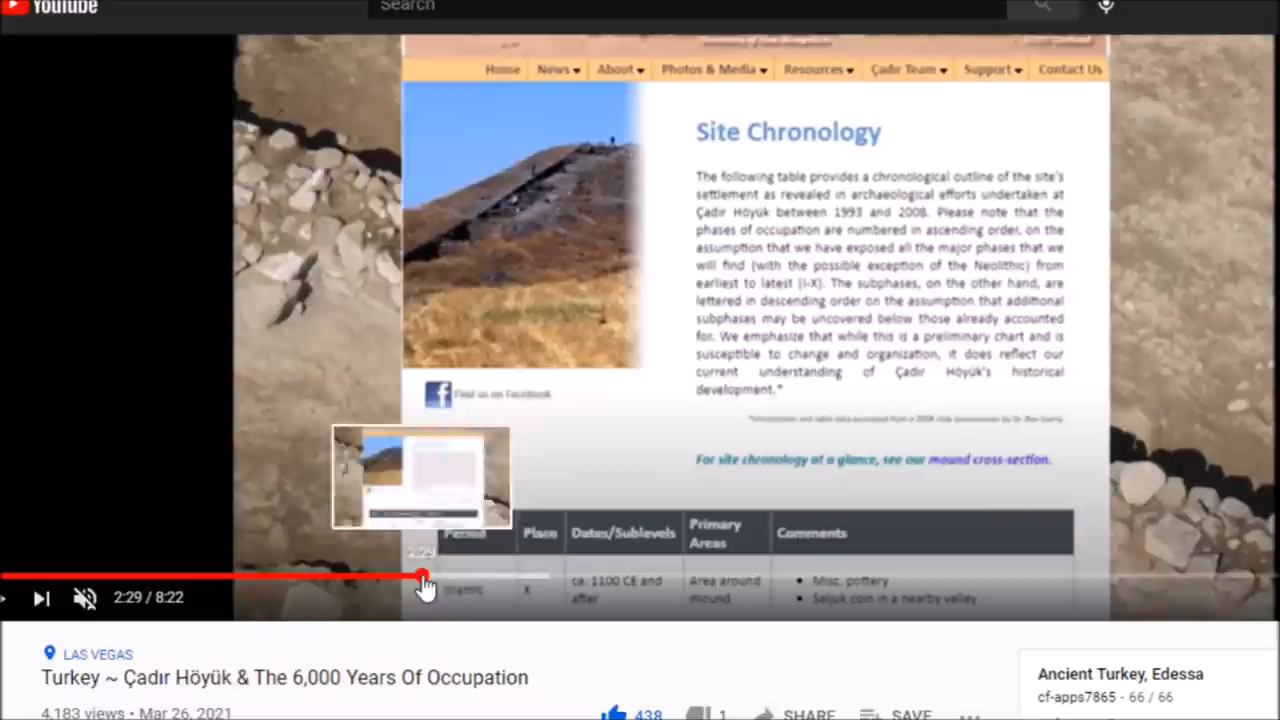 YouTube
Search
Home News About Photos & Media Resources Çadır Team Support Contact Us
Site Chronology
The following table provides a chronological outline of the site's
settlement as revealed in archaeological efforts undertaken at
Çadır Höyük between 1993 and 2008. Please note that the
phases of occupation are numbered in ascending order, on the
assumption that we have exposed all the major phases that we
will find (with the possible exception of the Neolithic) from
earliest to latest (I-X). The subphases, on the other hand, are
lettered in descending order on the assumption that additional
subphases may be uncovered below those already accounted
for. We emphasize that while this is a preliminary chart and is
susceptible to change and organization, it does reflect our
current understanding of Çadır Höyük's historical
development.*
Find us on Facebook
For site chronology at a glance, see our mound cross-section.
Period Place Dates/Sublevels Primary Areas Comments
2:29
Islamic X ca. 1100 CE and after Area around mound • Misc. pottery
• Seljuk coin in a nearby valley
2:29 / 8:22
LAS VEGAS
Turkey ~ Çadır Höyük & The 6,000 Years Of Occupation
4,183 views • Mar 26, 2021
438 1 SHARE SAVE
Ancient Turkey, Edessa
cf-apps7865 - 66 / 66